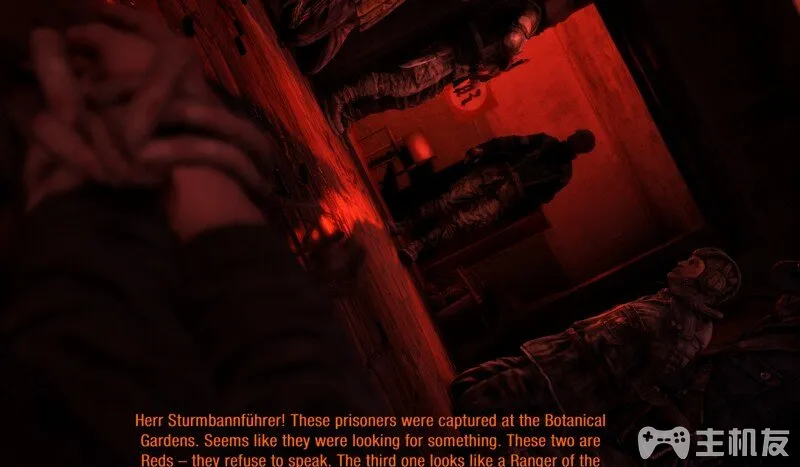 Herr Sturmbannführer! These prisoners were captured at the Botanical
Gardens. Seems like they were looking for something. These two are
Reds – they refuse to speak. The third one looks like a Ranger of the
主机友